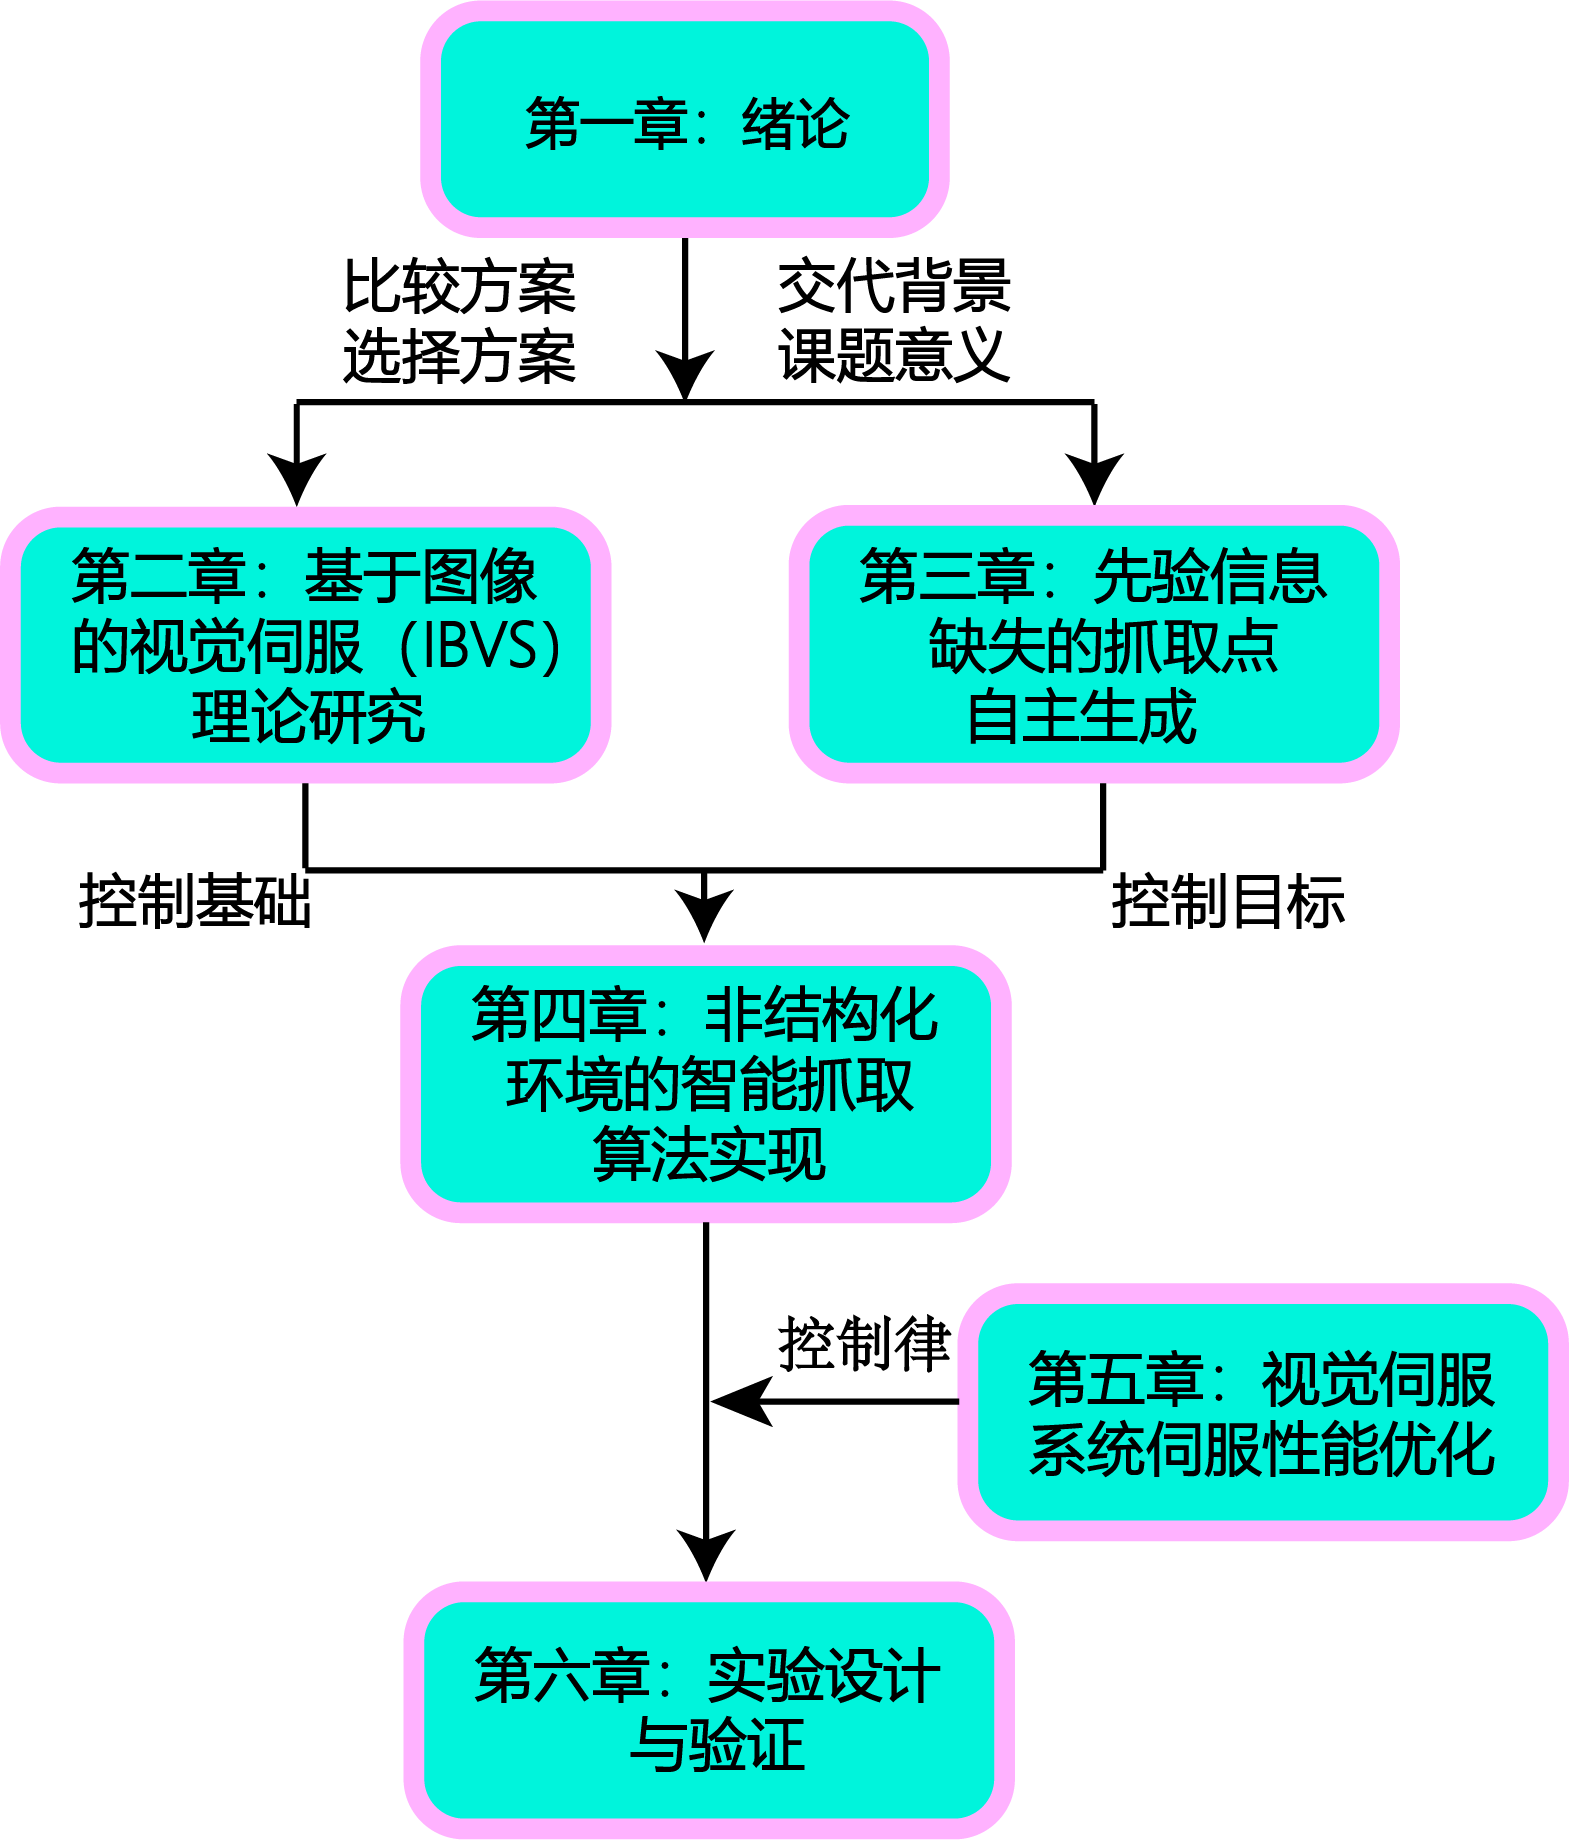 第一章：绪论
比较方案
选择方案
交代背景
课题意义
第二章：基于图像
的视觉伺服（IBVS）
理论研究
第三章：先验信息
缺失的抓取点
自主生成
控制基础
控制目标
第四章：非结构化
环境的智能抓取
算法实现
控制律
第五章：视觉伺服
系统伺服性能优化
第六章：实验设计
与验证